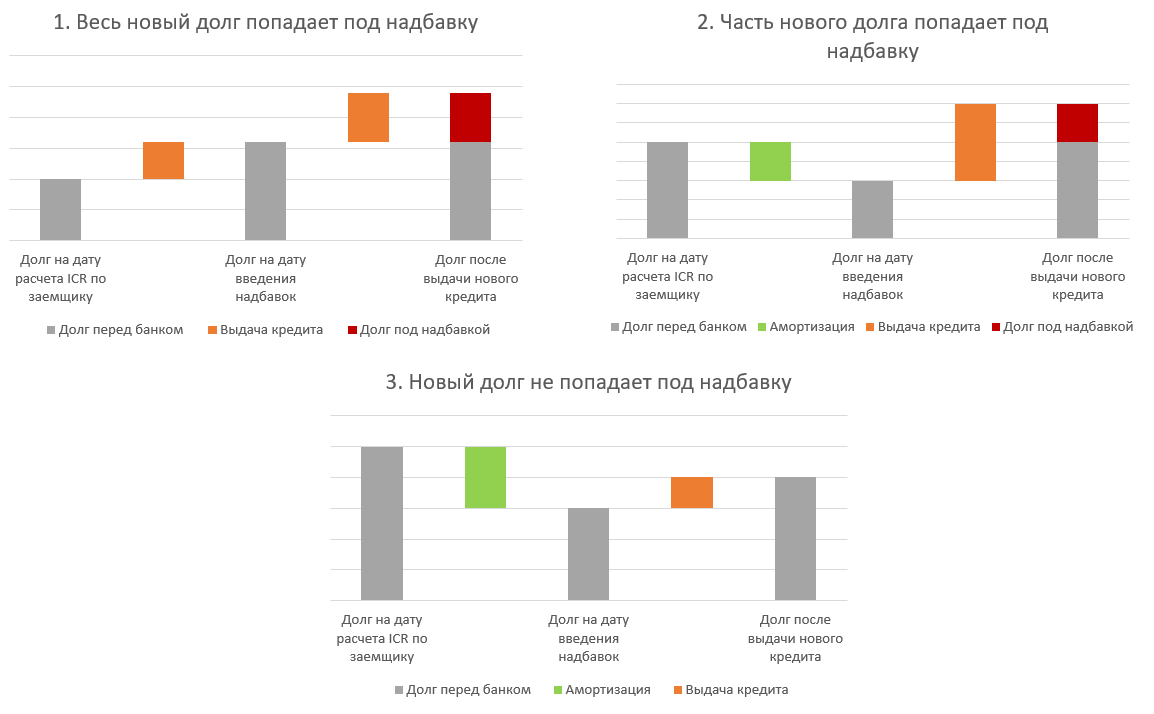 1. Весь новый долг попадает под надбавку
Долг на дату
расчета ICR по
заемщику
Долг на дату
введения
надбавок
Долг после
выдачи нового
кредита
Долг перед банком
Выдача кредита
Долг под надбавкой
2. Часть нового долга попадает под
надбавку
Долг на дату
расчета ICR по
заемщику
Долг на дату
введения
надбавок
Долг после
выдачи нового
кредита
Долг перед банком
Амортизация
Выдача кредита
Долг под надбавкой
3. Новый долг не попадает под надбавку
Долг на дату
расчета ICR по
заемщику
Долг на дату
введения
надбавок
Долг после
выдачи нового
кредита
Долг перед банком
Амортизация
Выдача кредита